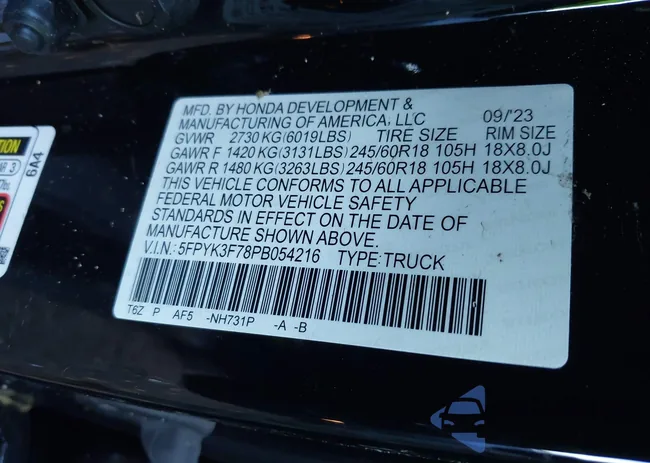 MFD. BY HONDA DEVELOPMENT &
MANUFACTURING OF AMERICA, LLC 09/'23
GVWR 2730 KG(6019LBS) TIRE SIZE RIM SIZE
GAWR F 1420 KG(3131LBS)245/60R18 105H 18X8.0J
GAWR R 1480 KG(3263LBS)245/60R18 105H 18X8.0J
THIS VEHICLE CONFORMS TO ALL APPLICABLE
FEDERAL MOTOR VEHICLE SAFETY
STANDARDS IN EFFECT ON THE DATE OF
MANUFACTURE SHOWN ABOVE.
V.I.N.: 5FPYK3F78PB054216 TYPE:TRUCK
T6Z P AF5 -NH731P -A -B
6A4